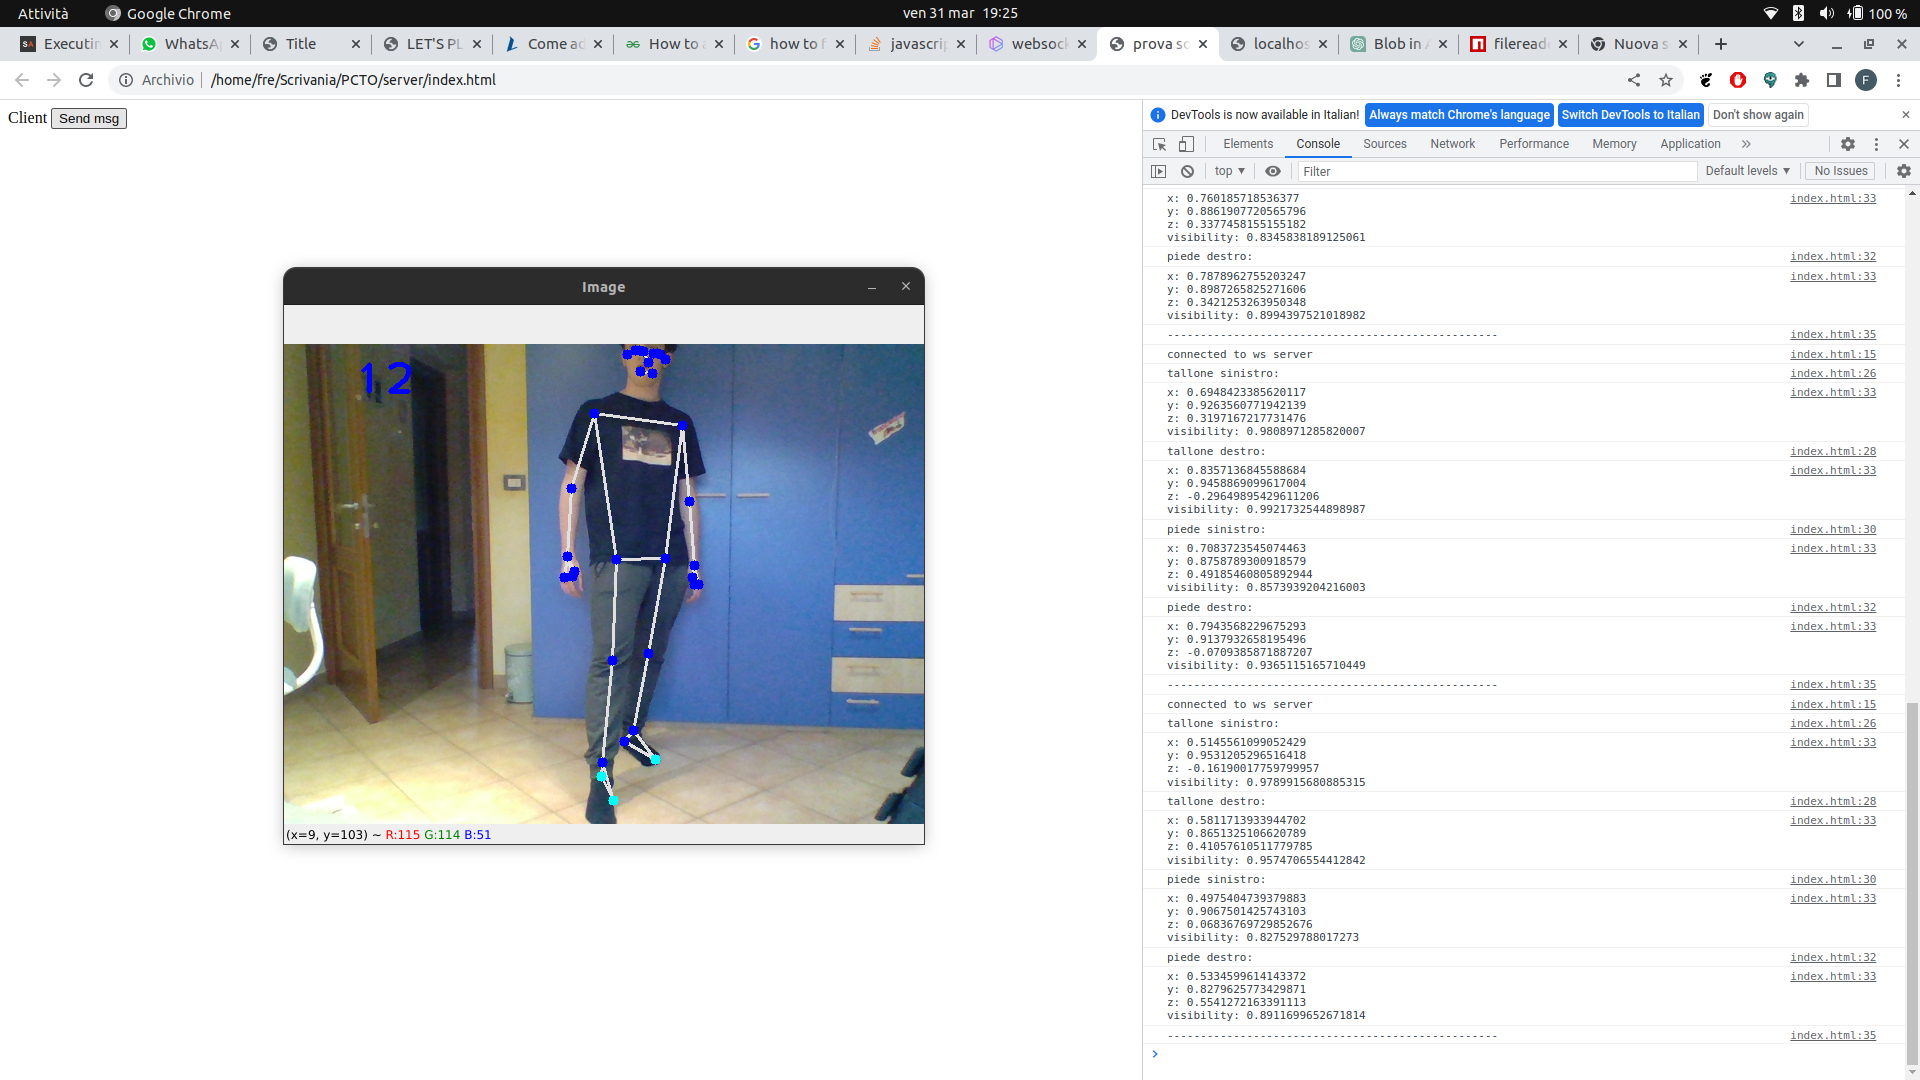 Attività
Google Chrome
ven 31 mar 19:25
100 %
Executin
WhatsA
Title
LET'S PL
Come ad
How to a
how to f
javascrip
websock
prova so
localhos
Blob in
fileread
Nuova s
Archivio
/home/fre/Scrivania/PCTO/server/index.html
F
Client
Send msg
DevTools is now available in Italian!
Always match Chrome's language
Switch DevTools to Italian
Don't show again
Elements
Console
Sources
Network
Performance
Memory
Application
top
Filter
Default levels
No Issues
x: 0.760185718536377 index.html:33
y: 0.8861907720565796
z: 0.3377458155155182
visibility: 0.8345838189125061
piede destro: index.html:32
x: 0.7878962755203247 index.html:33
y: 0.8987265825271606
z: 0.3421253263950348
visibility: 0.8994397521018982
-------------------------------------------------- index.html:35
connected to ws server index.html:15
tallone sinistro: index.html:26
x: 0.6948423385620117 index.html:33
y: 0.9263560771942139
z: 0.3197167217731476
visibility: 0.9808971285820007
tallone destro: index.html:28
x: 0.8357136845588684 index.html:33
y: 0.9458869099617004
z: -0.29649895429611206
visibility: 0.9921732544898987
piede sinistro: index.html:30
x: 0.7083723545074463 index.html:33
y: 0.8758789300918579
z: 0.49185460805892944
visibility: 0.8573939204216003
piede destro: index.html:32
x: 0.7943568229675293 index.html:33
y: 0.9137932658195496
z: -0.0709385871887207
visibility: 0.9365115165710449
-------------------------------------------------- index.html:35
connected to ws server index.html:15
tallone sinistro: index.html:26
x: 0.5145561099052429 index.html:33
y: 0.9531205296516418
z: -0.16190017759799957
visibility: 0.9789915680885315
tallone destro: index.html:28
x: 0.5811713933944702 index.html:33
y: 0.8651325106620789
z: 0.41057610511779785
visibility: 0.9574706554412842
piede sinistro: index.html:30
x: 0.4975404739379883 index.html:33
y: 0.9067501425743103
z: 0.06836769729852676
visibility: 0.827529788017273
piede destro: index.html:32
x: 0.5334599614143372 index.html:33
y: 0.8279625773429871
z: 0.5541272163391113
visibility: 0.8911699652671814
-------------------------------------------------- index.html:35
Image
12
(x=9, y=103) ~ R:115 G:114 B:51